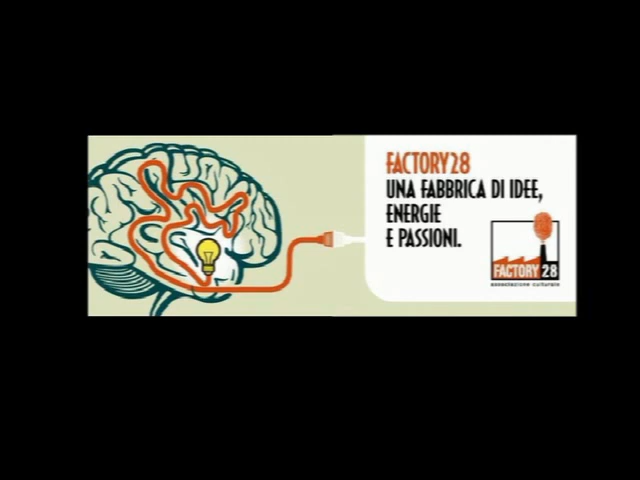 FACTORY28
UNA FABBRICA DI IDEE,
ENERGIE
E PASSIONI.
FACTORY 28
associazione culturale